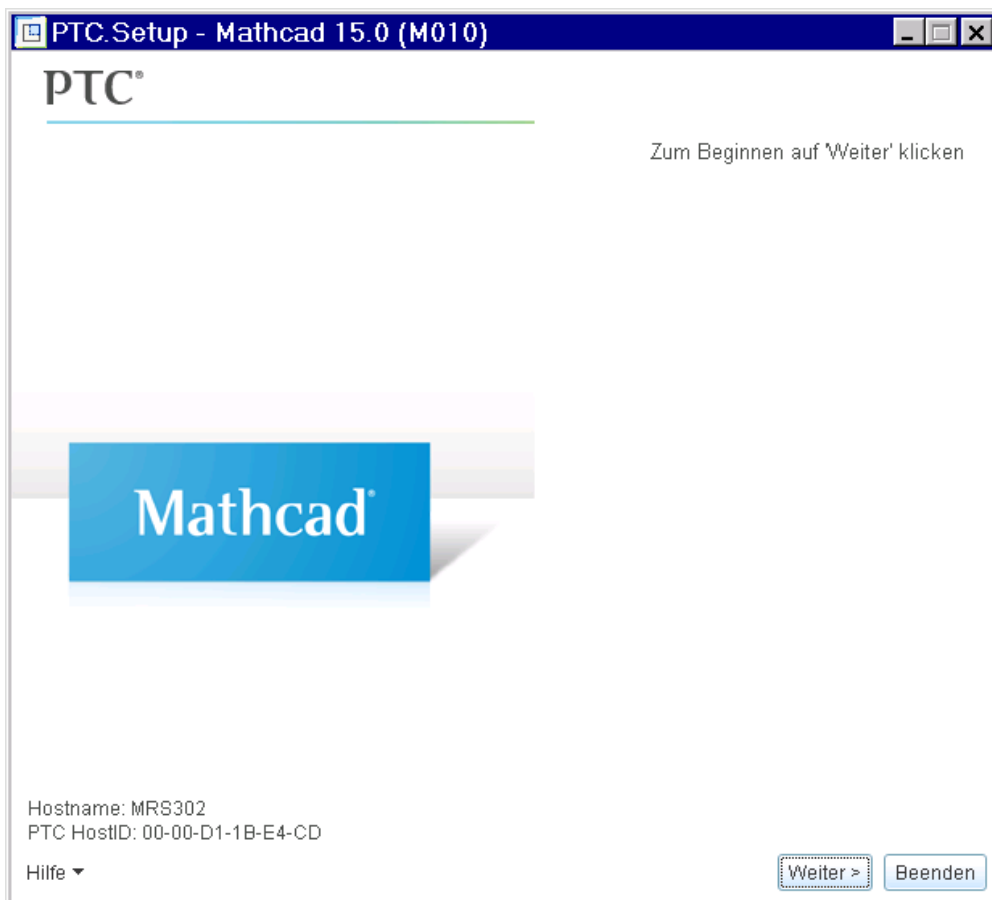 PTC.Setup - Mathcad 15.0 (M010)
PTC®
Zum Beginnen auf 'Weiter' klicken
Mathcad®
Hostname: MRS302
PTC HostID: 00-00-D1-1B-E4-CD
Hilfe
Weiter > Beenden